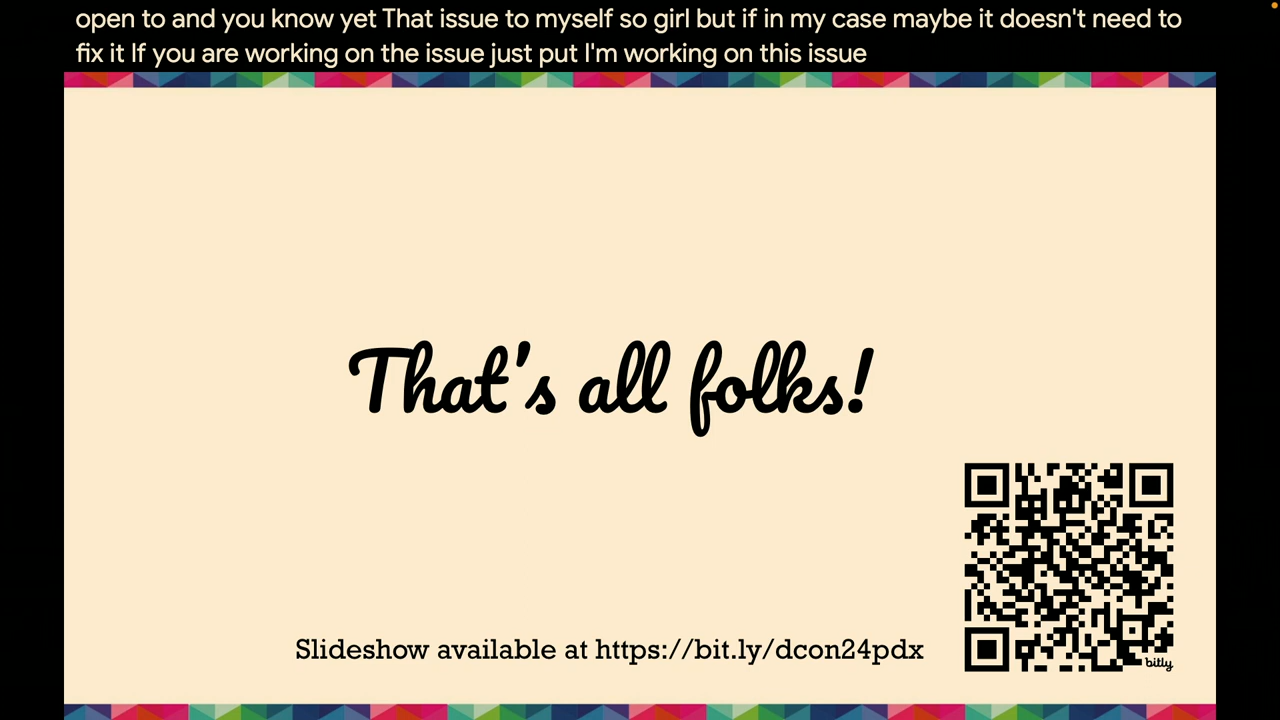 open to and you know yet That issue to myself so girl but if in my case maybe it doesn't need to
fix it If you are working on the issue just put I'm working on this issue
That's all folks!
Slideshow available at https://bit.ly/dcon24pdx
bitly